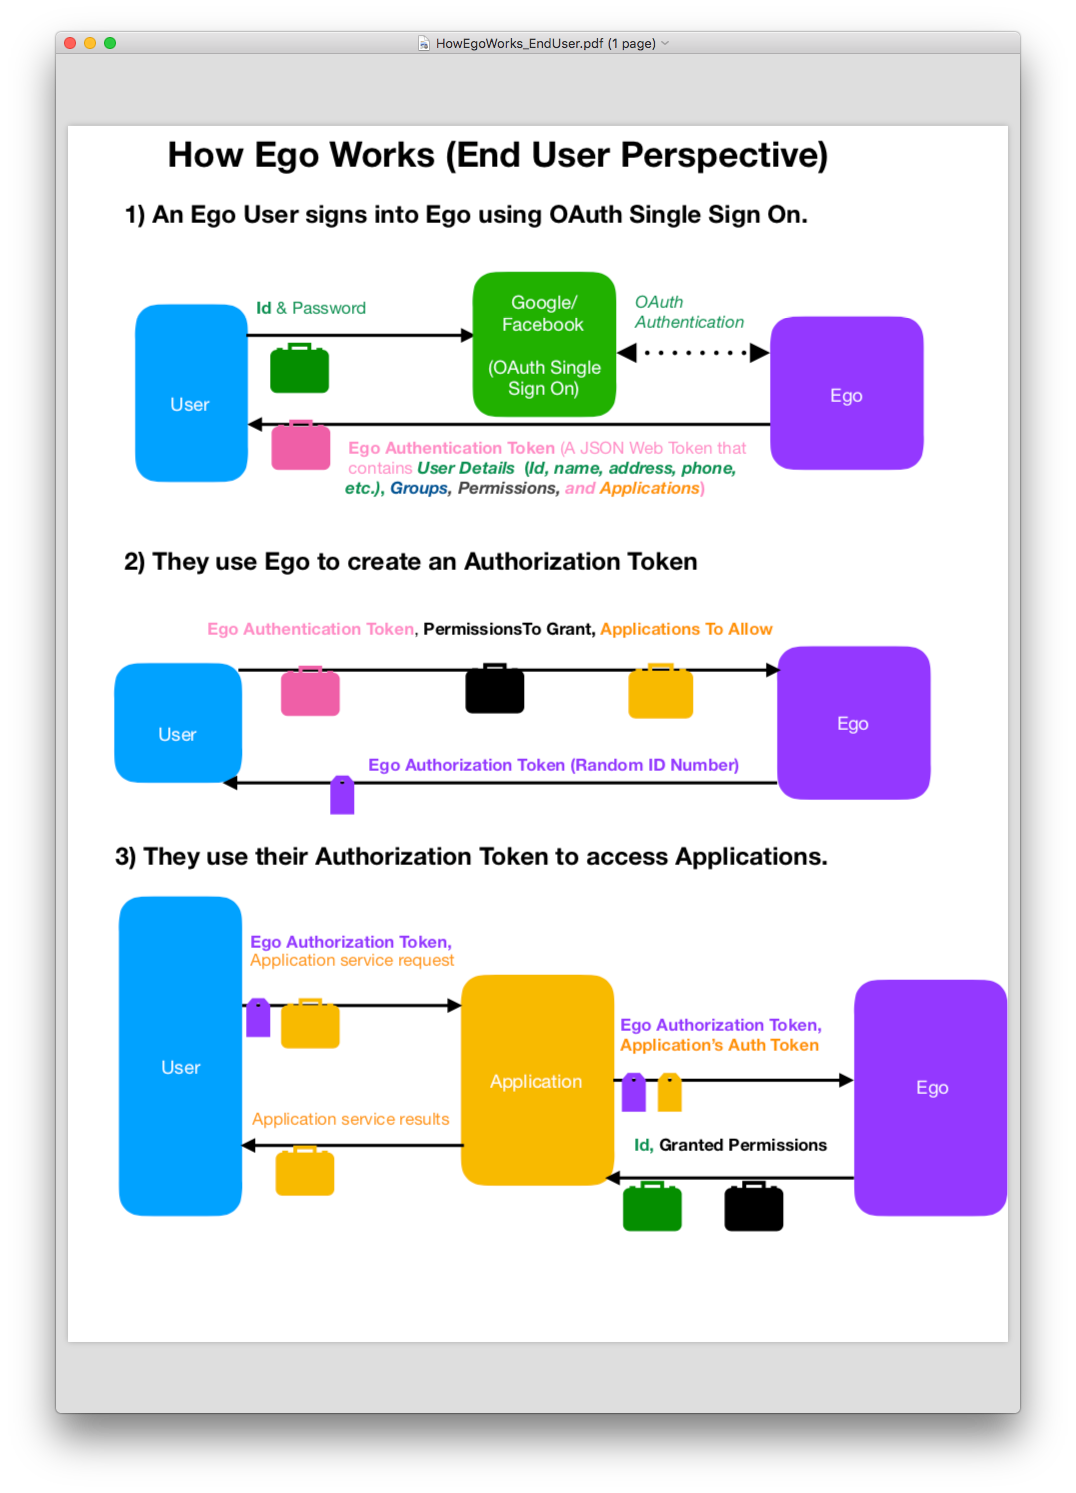 HowEgoWorks_EndUser.pdf (1 page)
How Ego Works (End User Perspective)
1) An Ego User signs into Ego using OAuth Single Sign On.
Id & Password
Google/
Facebook
(OAuth Single
Sign On)
OAuth
Authentication
User
Ego
Ego Authentication Token (A JSON Web Token that
contains User Details (Id, name, address, phone,
etc.), Groups, Permissions, and Applications)
2) They use Ego to create an Authorization Token
Ego Authentication Token, PermissionsTo Grant, Applications To Allow
User
Ego
Ego Authorization Token (Random ID Number)
3) They use their Authorization Token to access Applications.
Ego Authorization Token,
Application service request
User
Application
Ego Authorization Token,
Application’s Auth Token
Ego
Application service results
Id, Granted Permissions